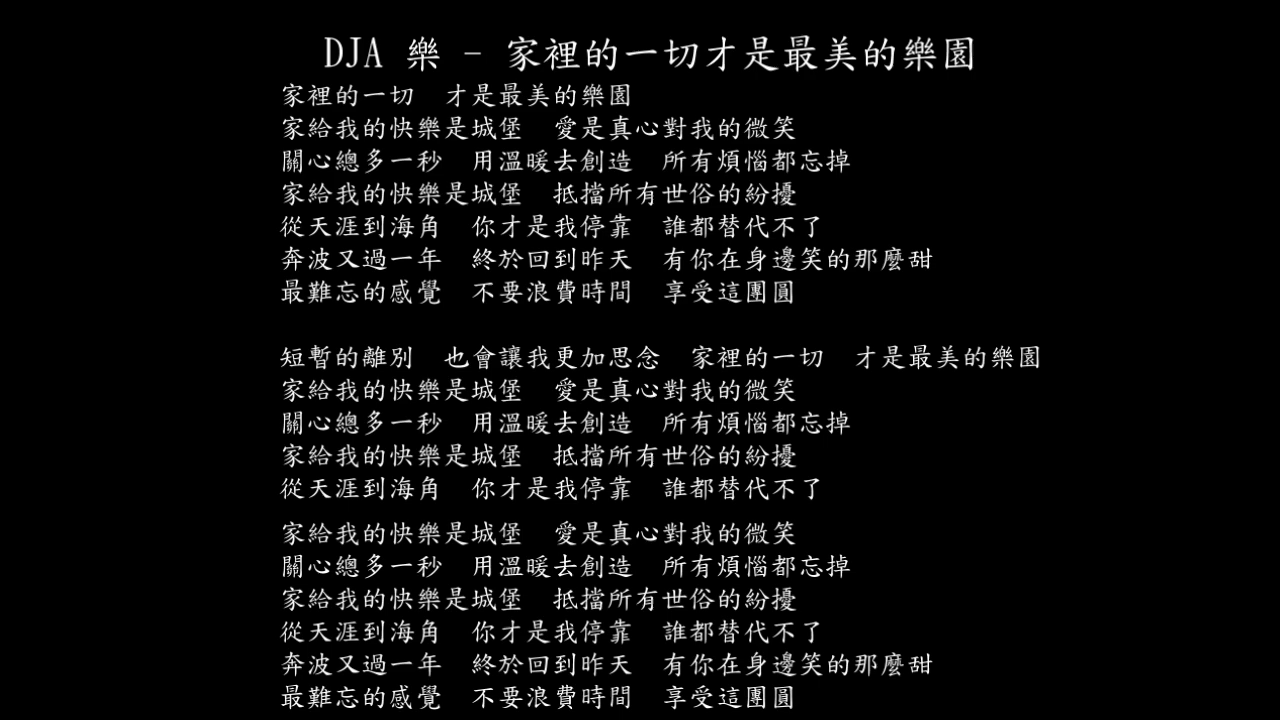 DJA 樂 - 家裡的一切才是最美的樂園
家裡的一切　才是最美的樂園
家給我的快樂是城堡　愛是真心對我的微笑
關心總多一秒　用溫暖去創造　所有煩惱都忘掉
家給我的快樂是城堡　抵擋所有世俗的紛擾
從天涯到海角　你才是我停靠　誰都替代不了
奔波又過一年　終於回到昨天　有你在身邊笑的那麼甜
最難忘的感覺　不要浪費時間　享受這團圓
短暫的離別　也會讓我更加思念　家裡的一切　才是最美的樂園
家給我的快樂是城堡　愛是真心對我的微笑
關心總多一秒　用溫暖去創造　所有煩惱都忘掉
家給我的快樂是城堡　抵擋所有世俗的紛擾
從天涯到海角　你才是我停靠　誰都替代不了
家給我的快樂是城堡　愛是真心對我的微笑
關心總多一秒　用溫暖去創造　所有煩惱都忘掉
家給我的快樂是城堡　抵擋所有世俗的紛擾
從天涯到海角　你才是我停靠　誰都替代不了
奔波又過一年　終於回到昨天　有你在身邊笑的那麼甜
最難忘的感覺　不要浪費時間　享受這團圓